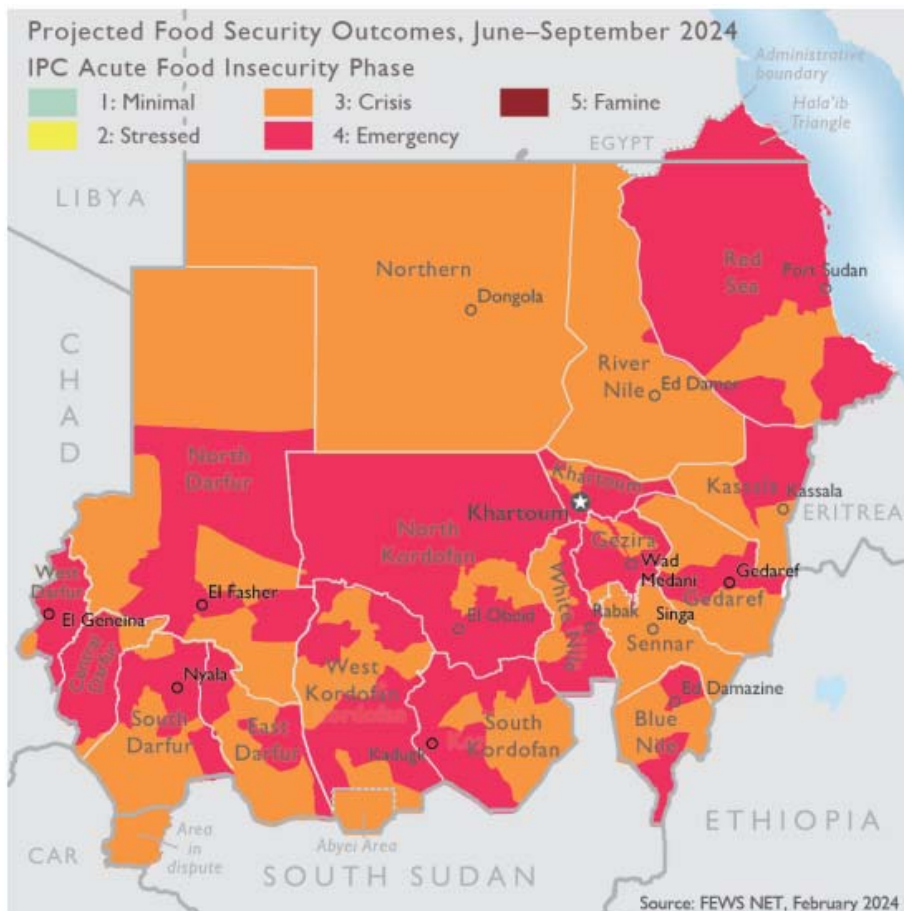 Projected Food Security Outcomes, June–September 2024
IPC Acute Food Insecurity Phase
1: Minimal
3: Crisis
5: Famine
2: Stressed
4: Emergency
Administrative
boundary
Hala'ib
Triangle
EGYPT
LIBYA
CHAD
Northern
Dongola
Red
Sea
Port Sudan
River
Nile
Ed Damer
North
Darfur
Khartoum
Khartoum
Kassala
Kassala
ERITREA
North
Kordofan
Gezira
Wad
Medani
Gedaref
Gedaref
West
Darfur
El Geneina
El Fasher
El Obeid
White Nile
Rabak
Singa
Sennar
Central
Darfur
Nyala
West
Kordofan
Ed Damazine
South
Darfur
East
Darfur
Kadugli
South
Kordofan
Blue
Nile
Abyei Area
Area
in
dispute
CAR
SOUTH SUDAN
ETHIOPIA
Source: FEWS NET, February 2024